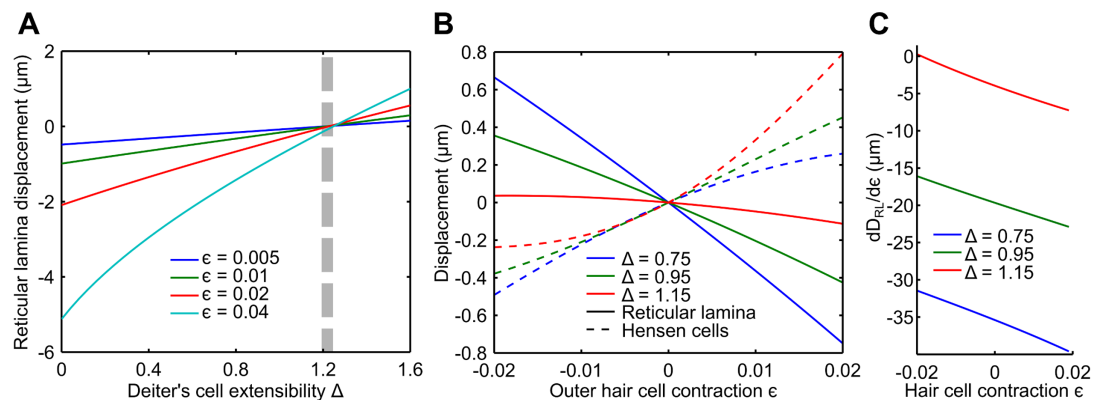 A
2
0
-2
-4
-6
Reticular lamina displacement (μm)
ϵ = 0.005
ϵ = 0.01
ϵ = 0.02
ϵ = 0.04
0
0.4
0.8
1.2
1.6
Deiter's cell extensibility Δ
B
0.8
0.6
0.4
0.2
0
-0.2
-0.4
-0.6
-0.8
Displacement (μm)
Δ = 0.75
Δ = 0.95
Δ = 1.15
Reticular lamina
Hensen cells
-0.02
-0.01
0
0.01
0.02
Outer hair cell contraction ϵ
C
0
-5
-10
-15
-20
-25
-30
-35
dD_RL/dϵ (μm)
Δ = 0.75
Δ = 0.95
Δ = 1.15
-0.02
0
0.02
Hair cell contraction ϵ